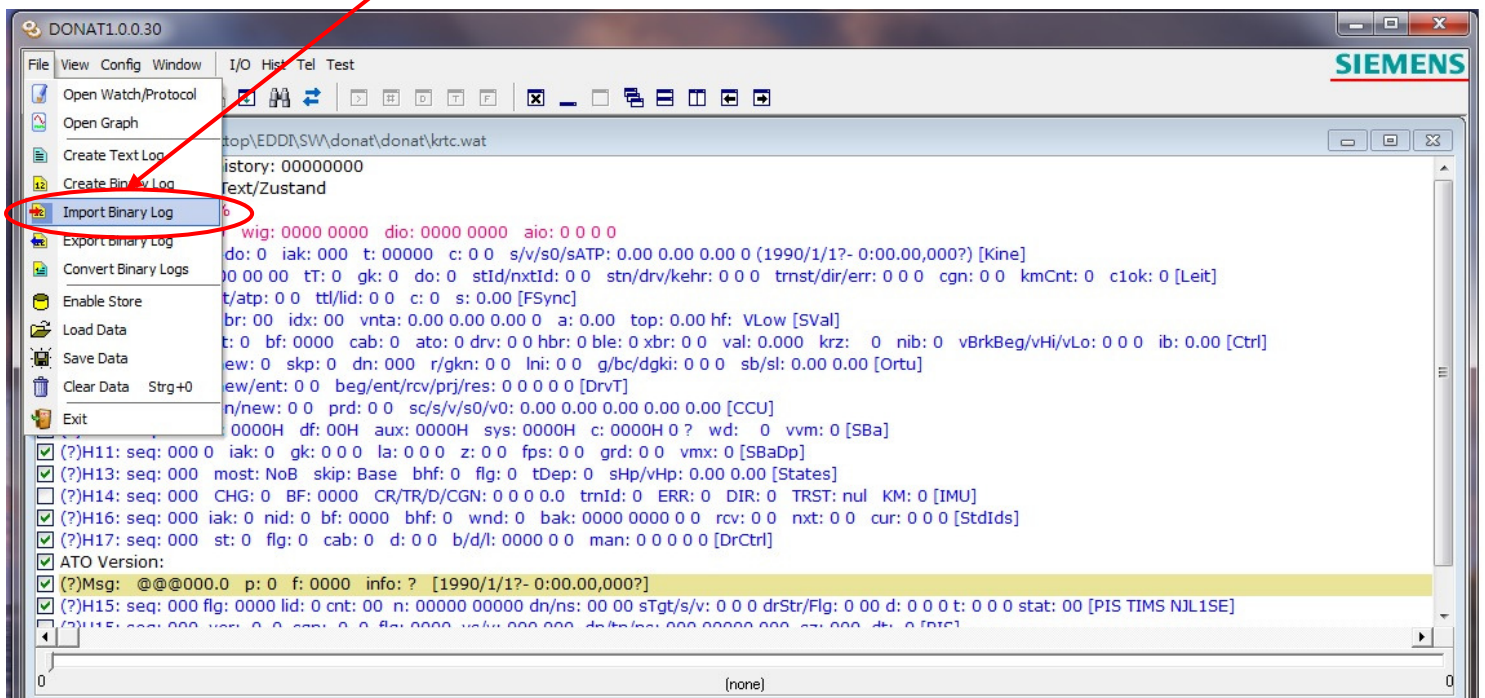 DONAT1.0.0.30
File View Config Window I/O Hist Tel Test
SIEMENS
Open Watch/Protocol
Open Graph
Create Text Log
Create Binary Log
Import Binary Log
Export Binary Log
Convert Binary Logs
Enable Store
Load Data
Save Data
Clear Data Strg+0
Exit
top\EDDI\SW\donat\donat\krtc.wat
istory: 00000000
Text/Zustand
%
wig: 0000 0000 dio: 0000 0000 aio: 0 0 0 0
do: 0 iak: 000 t: 00000 c: 0 0 s/v/s0/sATP: 0.00 0.00 0.00 0 (1990/1/1?- 0:00.00,000?) [Kine]
00 00 00 tT: 0 gk: 0 do: 0 stId/nxtId: 0 0 stn/drv/kehr: 0 0 0 trnst/dir/err: 0 0 0 cgn: 0 0 kmCnt: 0 c1ok: 0 [Leit]
t/atp: 0 0 ttl/lid: 0 0 c: 0 s: 0.00 [FSync]
br: 00 idx: 00 vnta: 0.00 0.00 0.00 0 a: 0.00 top: 0.00 hf: VLow [SVal]
t: 0 bf: 0000 cab: 0 ato: 0 drv: 0 0 hbr: 0 ble: 0 xbr: 0 0 val: 0.000 krz: 0 nib: 0 vBrkBeg/vHi/vLo: 0 0 0 ib: 0.00 [Ctrl]
ew: 0 skp: 0 dn: 000 r/gkn: 0 0 lni: 0 0 g/bc/dgki: 0 0 0 sb/sl: 0.00 0.00 [Ortu]
ew/ent: 0 0 beg/ent/rcv/prj/res: 0 0 0 0 0 [DrvT]
n/new: 0 0 prd: 0 0 sc/s/v/s0/v0: 0.00 0.00 0.00 0.00 0.00 [CCU]
0000H df: 00H aux: 0000H sys: 0000H c: 0000H 0 ? wd: 0 vvm: 0 [SBa]
(?)H11: seq: 000 0 iak: 0 gk: 0 0 0 la: 0 0 0 z: 0 0 fps: 0 0 grd: 0 0 vmx: 0 [SBaDp]
(?)H13: seq: 000 most: NoB skip: Base bhf: 0 flg: 0 tDep: 0 sHp/vHp: 0.00 0.00 [States]
(?)H14: seq: 000 CHG: 0 BF: 0000 CR/TR/D/CGN: 0 0 0 0.0 trnId: 0 ERR: 0 DIR: 0 TRST: nul KM: 0 [IMU]
(?)H16: seq: 000 iak: 0 nid: 0 bf: 0000 bhf: 0 wnd: 0 bak: 0000 0000 0 0 rcv: 0 0 nxt: 0 0 cur: 0 0 0 [StdIds]
(?)H17: seq: 000 st: 0 flg: 0 cab: 0 d: 0 0 b/d/l: 0000 0 0 man: 0 0 0 0 0 [DrCtrl]
ATO Version:
(?)Msg: @@@000.0 p: 0 f: 0000 info: ? [1990/1/1?- 0:00.00,000?]
(?)H15: seq: 000 flg: 0000 lid: 0 cnt: 00 n: 00000 00000 dn/ns: 00 00 sTgt/s/v: 0 0 0 drStr/Flg: 0 00 d: 0 0 0 t: 0 0 0 stat: 00 [PIS TIMS NJL1SE]
0 (none) 0